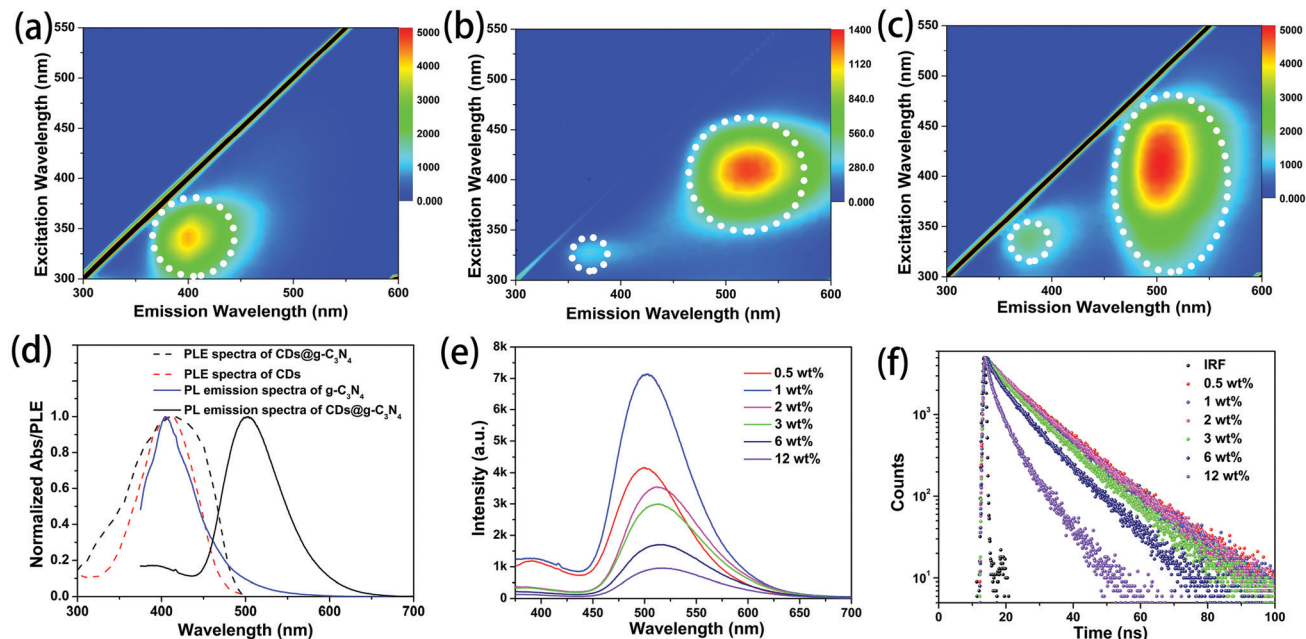 (a)
550
500
450
400
350
300
300
400
500
600
Excitation Wavelength (nm)
Emission Wavelength (nm)
5000
4000
3000
2000
1000
0.000
(b)
550
500
450
400
350
300
300
400
500
600
Excitation Wavelength (nm)
Emission Wavelength (nm)
1400
1120
840.0
560.0
280.0
0.000
(c)
550
500
450
400
350
300
300
400
500
600
Excitation Wavelength (nm)
Emission Wavelength (nm)
5000
4000
3000
2000
1000
0.000
(d)
PLE spectra of CDs@g-C3N4
PLE spectra of CDs
PL emission spectra of g-C3N4
PL emission spectra of CDs@g-C3N4
1.0
0.8
0.6
0.4
0.2
0.0
300
400
500
600
700
Normalized Abs/PLE
Wavelength (nm)
(e)
0.5 wt%
1 wt%
2 wt%
3 wt%
6 wt%
12 wt%
8k
7k
6k
5k
4k
3k
2k
1k
0
400
450
500
550
600
650
700
Intensity (a.u.)
Wavelength (nm)
(f)
IRF
0.5 wt%
1 wt%
2 wt%
3 wt%
6 wt%
12 wt%
10³
10²
10¹
0
20
40
60
80
100
Counts
Time (ns)